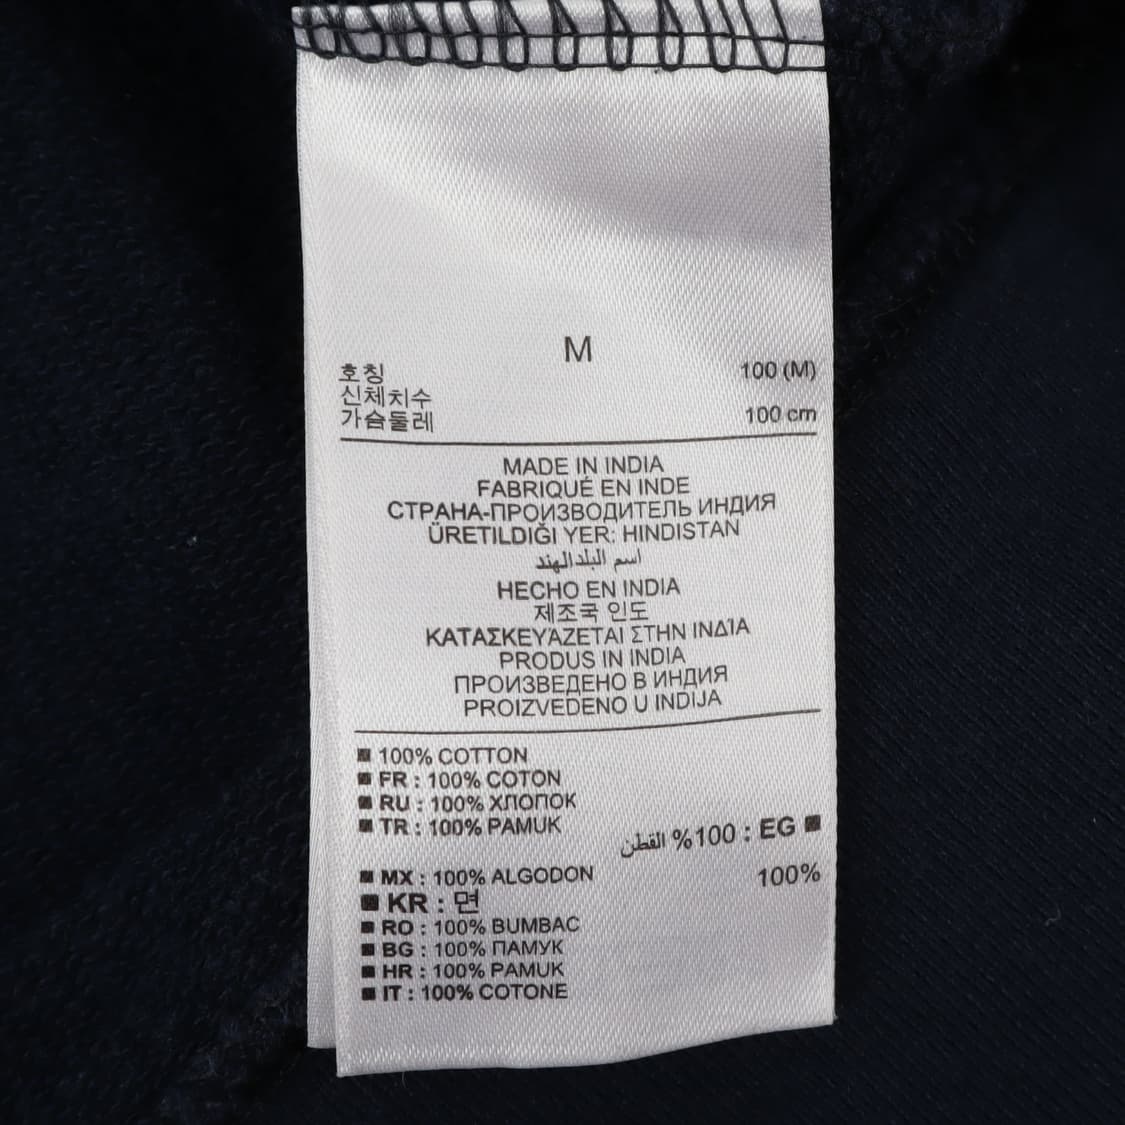 M
호칭 100 (M)
신체치수
가슴둘레 100 cm
MADE IN INDIA
FABRIQUÉ EN INDE
СТРАНА-ПРОИЗВОДИТЕЛЬ ИНДИЯ
ÜRETILDIĞI YER: HINDISTAN
اسم البلد الهند
HECHO EN INDIA
제조국 인도
ΚΑΤΑΣΚΕΥΆΖΕΤΑΙ ΣΤΗΝ ΙΝΔΊΑ
PRODUS IN INDIA
ПРОИЗВЕДЕНО В ИНДИЯ
PROIZVEDENO U INDIJA
■ 100% COTTON
■ FR : 100% COTON
■ RU : 100% ХЛОПОК
■ TR : 100% PAMUK
■ EG : 100% القطن
■ MX : 100% ALGODON
■ KR : 면 100%
■ RO : 100% BUMBAC
■ BG : 100% ПАМУК
■ HR : 100% PAMUK
■ IT : 100% COTONE